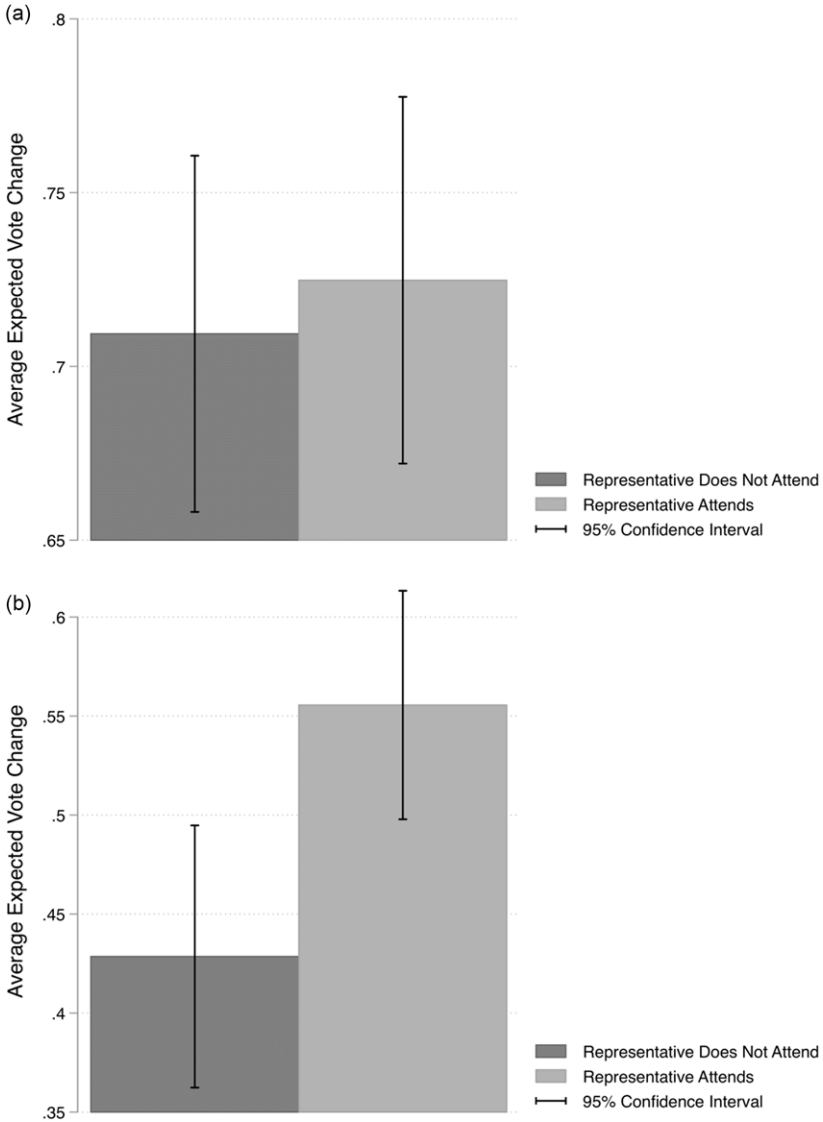 (a)
Average Expected Vote Change
.8
.75
.7
.65
Representative Does Not Attend
Representative Attends
95% Confidence Interval
(b)
Average Expected Vote Change
.6
.55
.5
.45
.4
.35
Representative Does Not Attend
Representative Attends
95% Confidence Interval